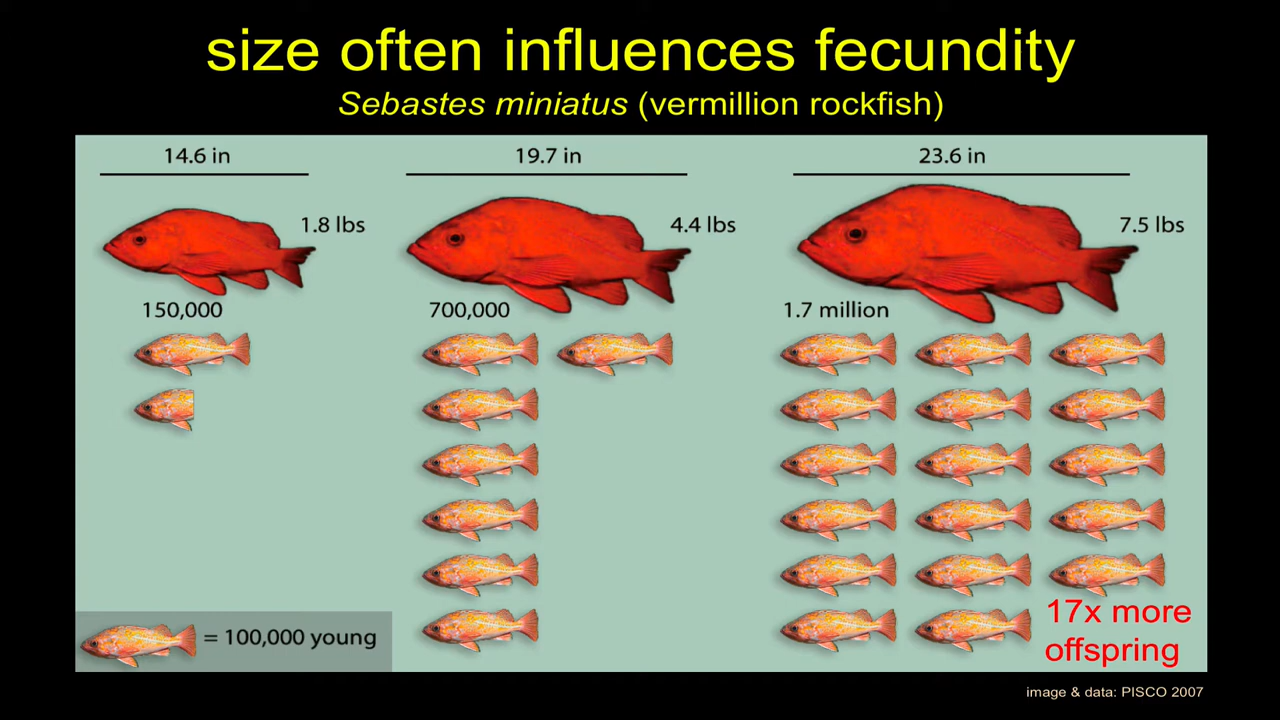 size often influences fecundity
Sebastes miniatus (vermillion rockfish)
14.6 in
19.7 in
23.6 in
1.8 lbs
4.4 lbs
7.5 lbs
150,000
700,000
1.7 million
17x more
offspring
= 100,000 young
image & data: PISCO 2007